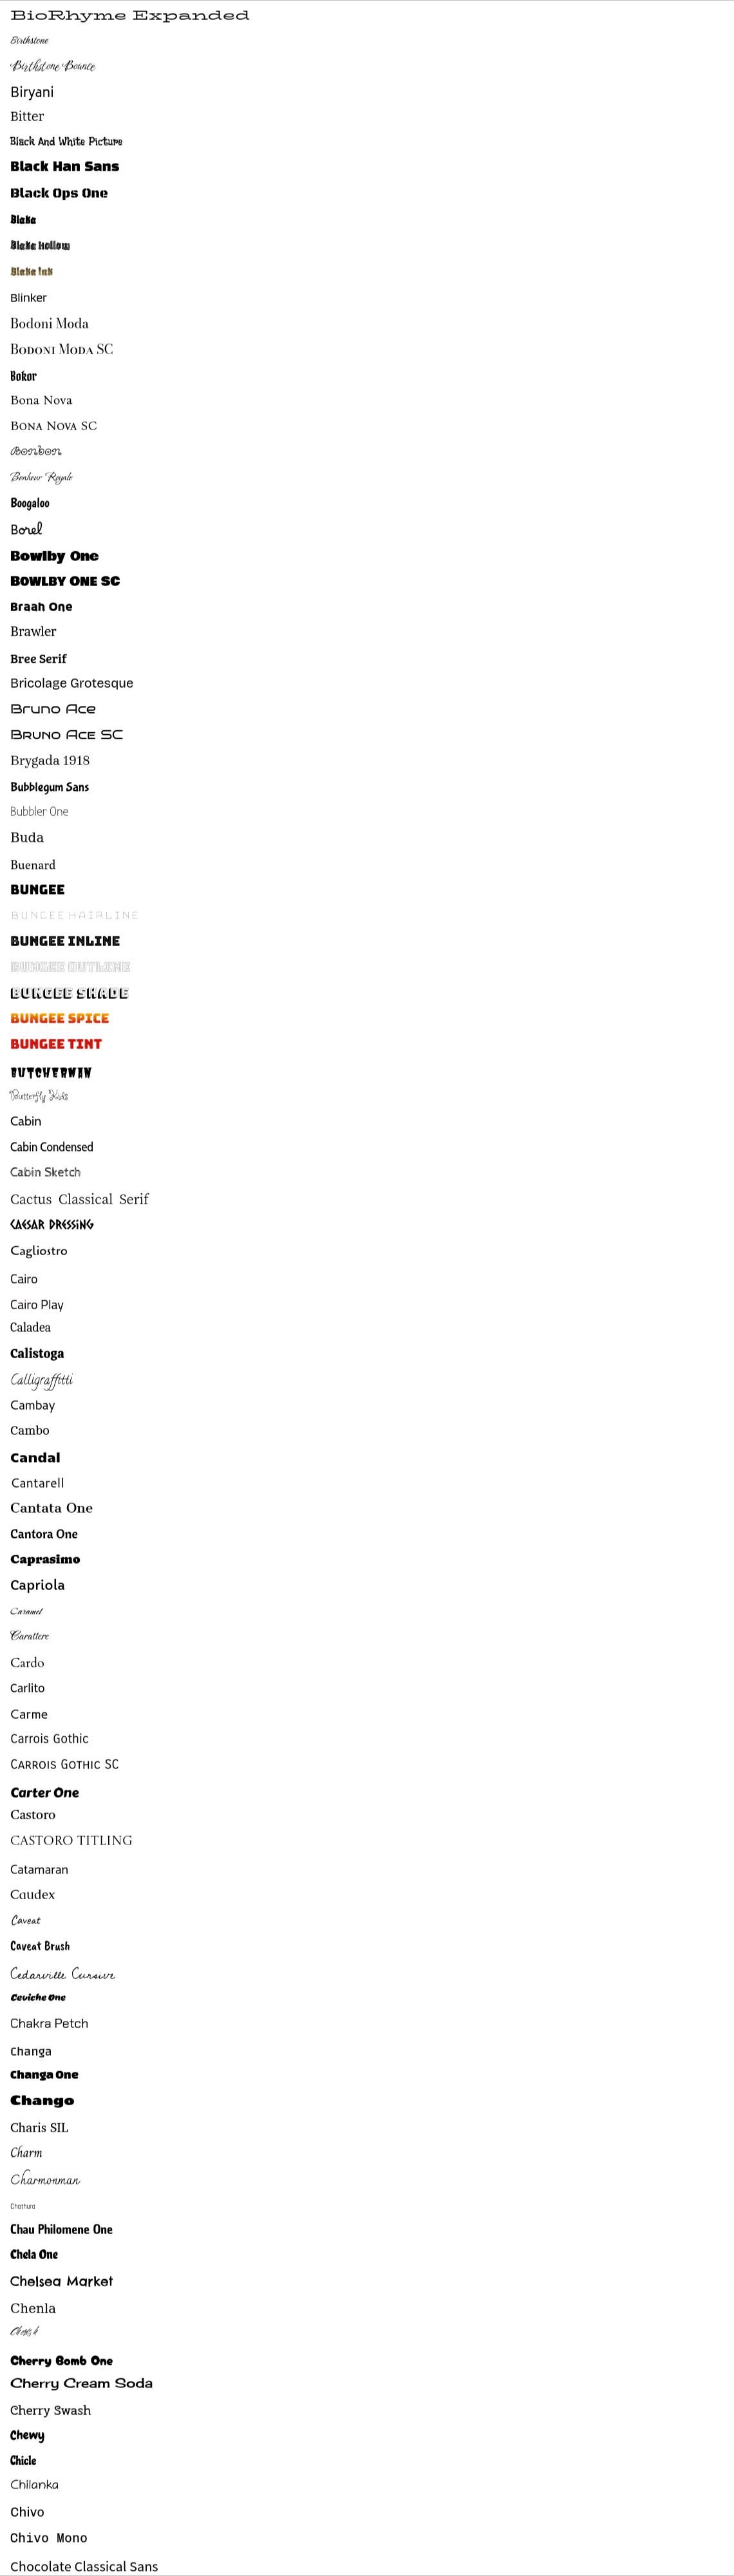 BioRhyme Expanded
Birthstone
Birthstone Bounce
Biryani
Bitter
Black And White Picture
Black Han Sans
Black Ops One
Blaka
Blaka Hollow
Blaka Ink
Blinker
Bodoni Moda
Bodoni Moda SC
Bokor
Bona Nova
Bona Nova SC
Bonbon
Bonheur Royale
Boogaloo
Borel
Bowlby One
Bowlby One SC
Braah One
Brawler
Bree Serif
Bricolage Grotesque
Bruno Ace
Bruno Ace SC
Brygada 1918
Bubblegum Sans
Bubbler One
Buda
Buenard
BUNGEE
BUNGEE HAIRLINE
BUNGEE INLINE
BUNGEE OUTLINE
BUNGEE SHADE
BUNGEE SPICE
BUNGEE TINT
BUTCHERMAN
Butterfly Kids
Cabin
Cabin Condensed
Cabin Sketch
Cactus Classical Serif
CAESAR DRESSiNG
Cagliostro
Cairo
Cairo Play
Caladea
Calistoga
Calligraffitti
Cambay
Cambo
Candal
Cantarell
Cantata One
Cantora One
Caprasimo
Capriola
Caramel
Carattere
Cardo
Carlito
Carme
Carrois Gothic
Carrois Gothic SC
Carter One
Castoro
CASTORO TITLING
Catamaran
Caudex
Caveat
Caveat Brush
Cedarville Cursive
Ceviche One
Chakra Petch
Changa
Changa One
Chango
Charis SIL
Charm
Charmonman
Chathura
Chau Philomene One
Chela One
Chelsea Market
Chenla
Cherish
Cherry Bomb One
Cherry Cream Soda
Cherry Swash
Chewy
Chicle
Chilanka
Chivo
Chivo Mono
Chocolate Classical Sans